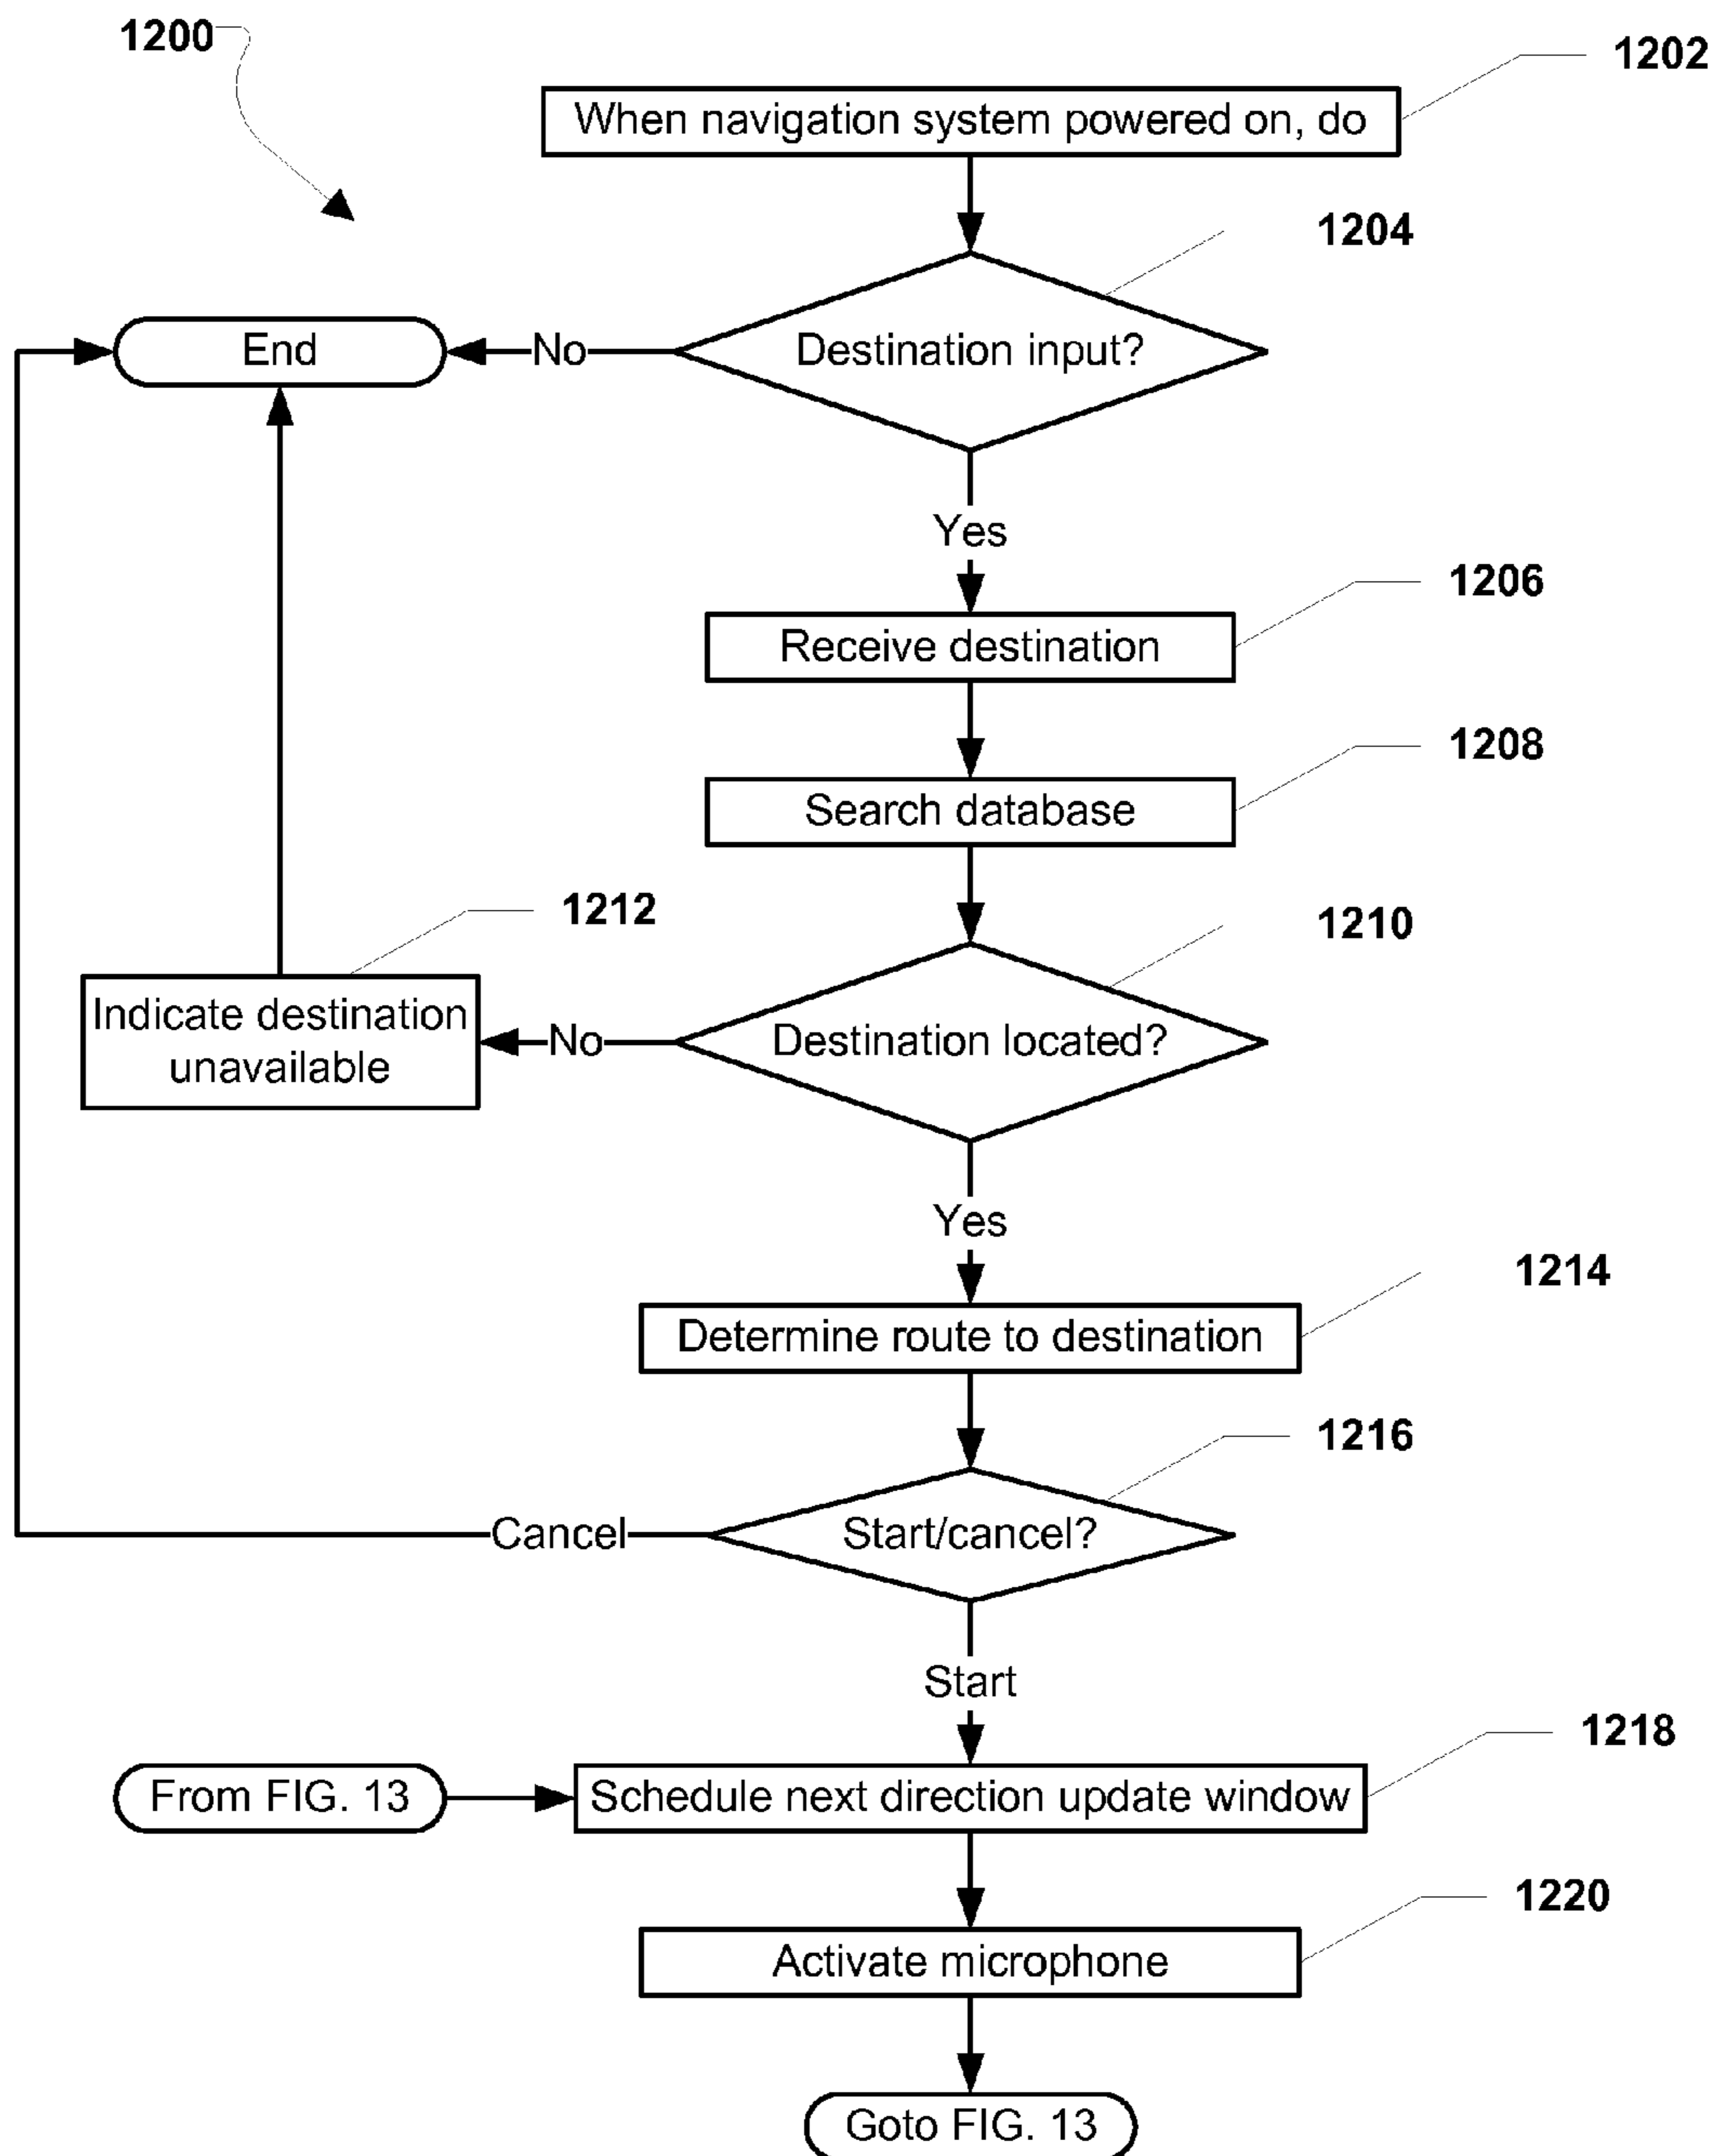 1200
1202
When navigation system powered on, do
1204
End
No
Destination input?
Yes
1206
Receive destination
1208
Search database
1212
1210
Indicate destination
unavailable
No
Destination located?
Yes
1214
Determine route to destination
1216
Cancel
Start/cancel?
Start
1218
From FIG. 13
Schedule next direction update window
1220
Activate microphone
Goto FIG. 13